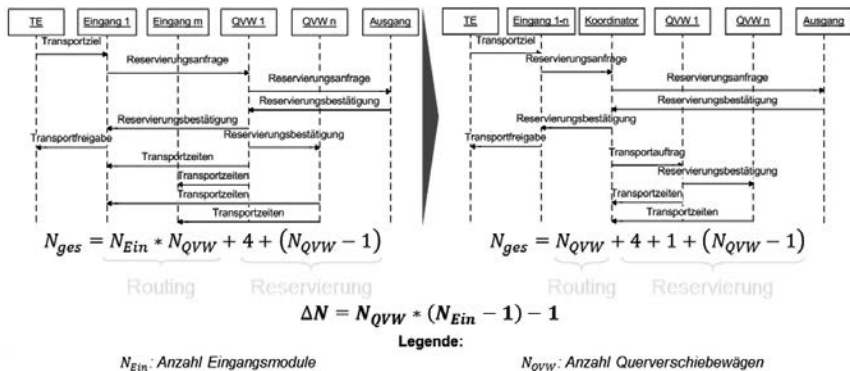 TE Eingang 1 Eingang m QVW 1 QVW n Ausgang
Transportziel
Reservierungsanfrage
Reservierungsanfrage
Reservierungsbestätigung
Reservierungsbestätigung
Transportfreigabe
Reservierungsbestätigung
Transportzeiten
Transportzeiten
Transportzeiten
Transportzeiten
N_ges = N_Ein * N_QVW + 4 + (N_QVW − 1)
Routing Reservierung
TE Eingang 1-n Koordinator QVW 1 QVW n Ausgang
Transportziel
Reservierungsanfrage
Reservierungsanfrage
Reservierungsbestätigung
Reservierungsbestätigung
Transportfreigabe
Transportauftrag
Reservierungsbestätigung
Transportzeiten
Transportzeiten
N_ges = N_QVW + 4 + 1 + (N_QVW − 1)
Routing Reservierung
ΔN = N_QVW * (N_Ein − 1) − 1
Legende:
N_Ein: Anzahl Eingangsmodule
N_QVW: Anzahl Querverschiebewägen